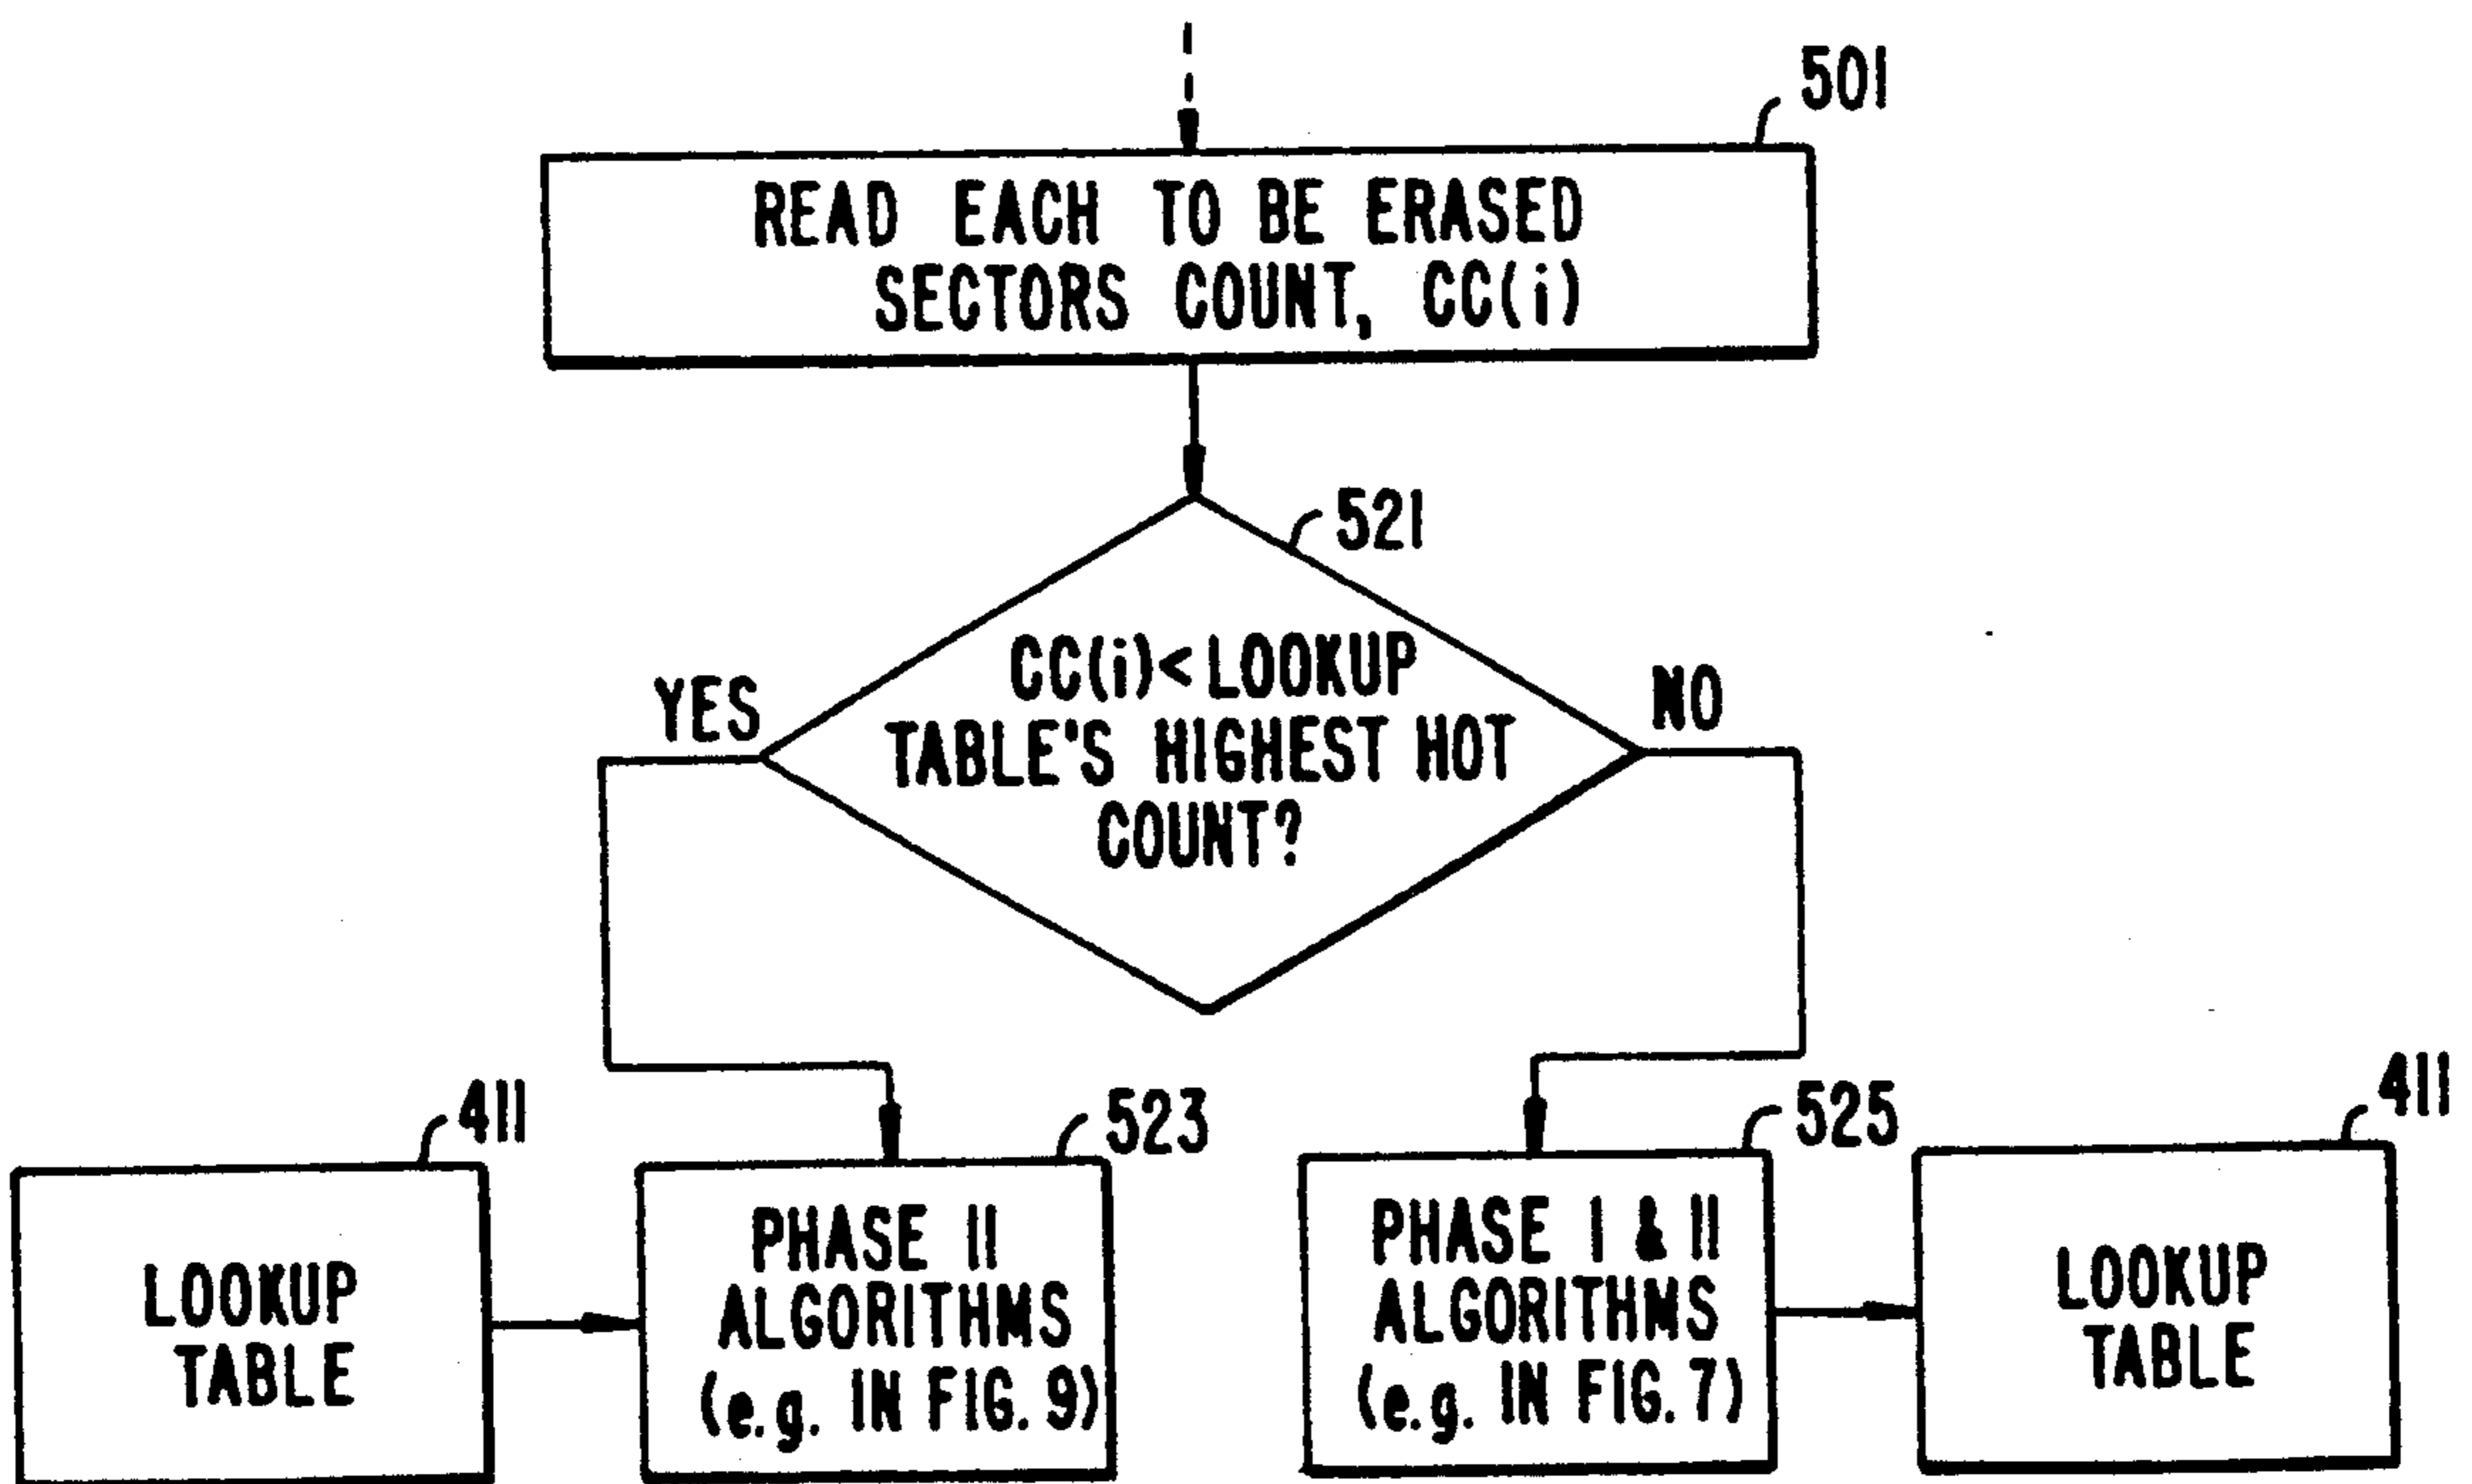 501
READ EACH TO BE ERASED
SECTORS COUNT, CC(i)
521
CC(i)< LOOKUP
TABLE'S HIGHEST HOT
COUNT?
YES
NO
411
LOOKUP
TABLE
523
PHASE II
ALGORITHMS
(e.g. IN FIG. 9)
525
PHASE I & II
ALGORITHMS
(e.g. IN FIG. 7)
411
LOOKUP
TABLE